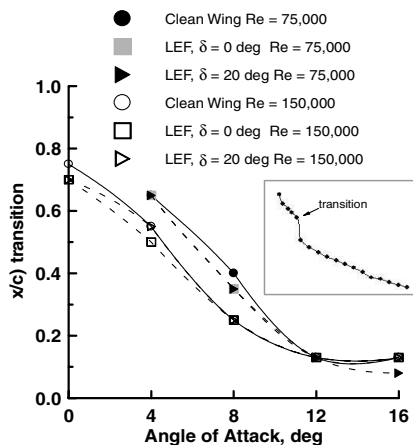 Clean Wing Re = 75,000
LEF, δ = 0 deg Re = 75,000
LEF, δ = 20 deg Re = 75,000
Clean Wing Re = 150,000
LEF, δ = 0 deg Re = 150,000
LEF, δ = 20 deg Re = 150,000
1.0
0.8
0.6
0.4
0.2
0.0
x/c) transition
transition
0 4 8 12 16
Angle of Attack, deg